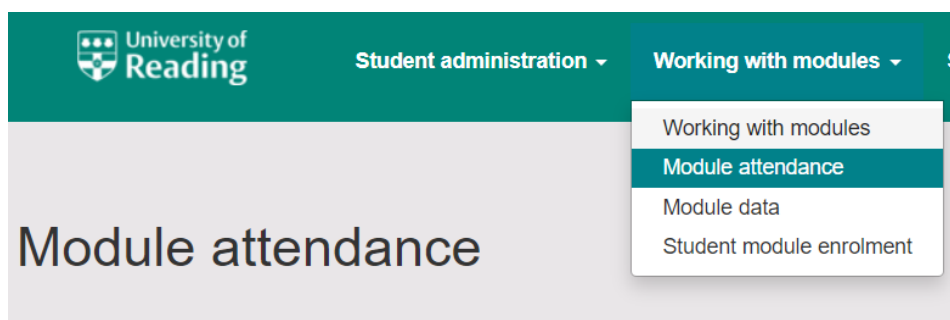 University of
Reading
Student administration
Working with modules
Working with modules
Module attendance
Module data
Student module enrolment
Module attendance